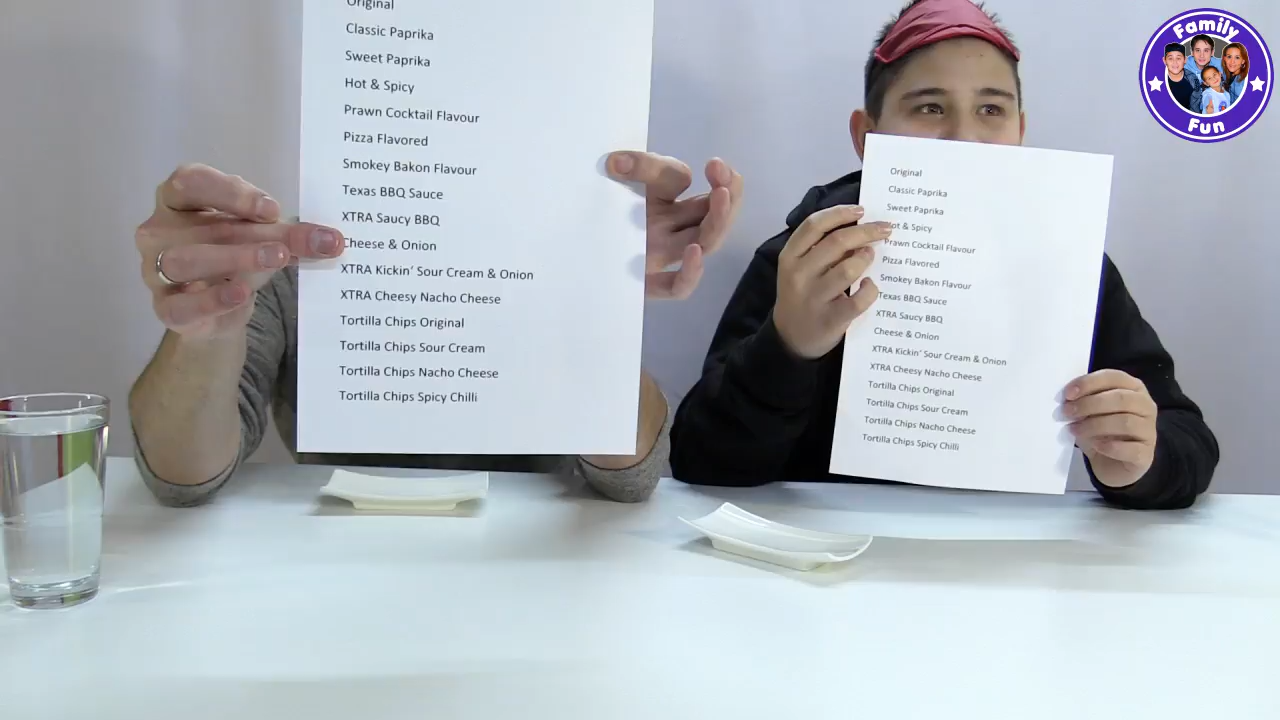 Original
Classic Paprika
Sweet Paprika
Hot & Spicy
Prawn Cocktail Flavour
Pizza Flavored
Smokey Bakon Flavour
Texas BBQ Sauce
XTRA Saucy BBQ
Cheese & Onion
XTRA Kickin' Sour Cream & Onion
XTRA Cheesy Nacho Cheese
Tortilla Chips Original
Tortilla Chips Sour Cream
Tortilla Chips Nacho Cheese
Tortilla Chips Spicy Chilli
Original
Classic Paprika
Sweet Paprika
Hot & Spicy
Prawn Cocktail Flavour
Pizza Flavored
Smokey Bakon Flavour
Texas BBQ Sauce
XTRA Saucy BBQ
Cheese & Onion
XTRA Kickin' Sour Cream & Onion
XTRA Cheesy Nacho Cheese
Tortilla Chips Original
Tortilla Chips Sour Cream
Tortilla Chips Nacho Cheese
Tortilla Chips Spicy Chilli
Family
Fun